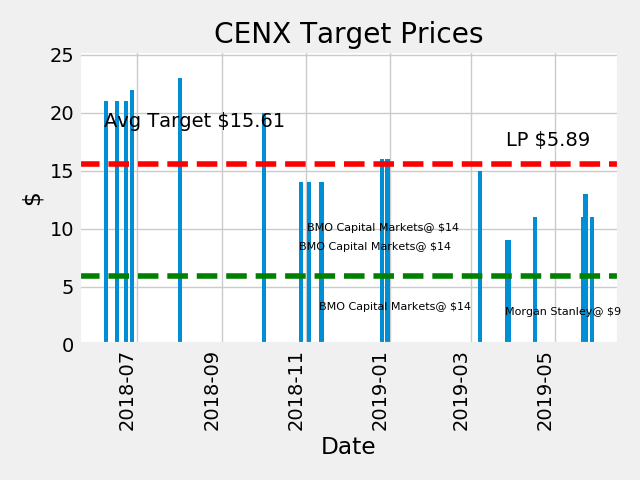 CENX Target Prices
25
20
15
10
5
0
$
Avg Target $15.61
LP $5.89
BMO Capital Markets@ $14
BMO Capital Markets@ $14
BMO Capital Markets@ $14
Morgan Stanley@ $9
2018-07
2018-09
2018-11
2019-01
2019-03
2019-05
Date